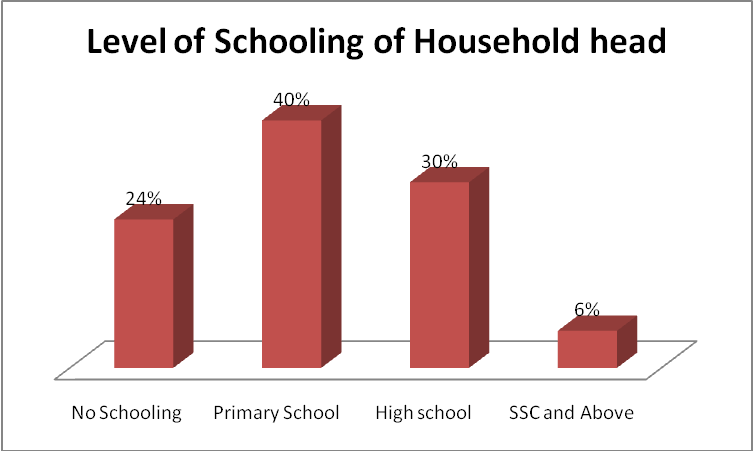 Level of Schooling of Household head
40%
30%
24%
6%
No Schooling Primary School High school SSC and Above